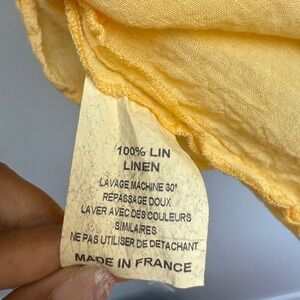 100% LIN
LINEN
LAVAGE MACHINE 30°
REPASSAGE DOUX
LAVER AVEC DES COULEURS
SIMILAIRES
NE PAS UTILISER DE DETACHANT
MADE IN FRANCE